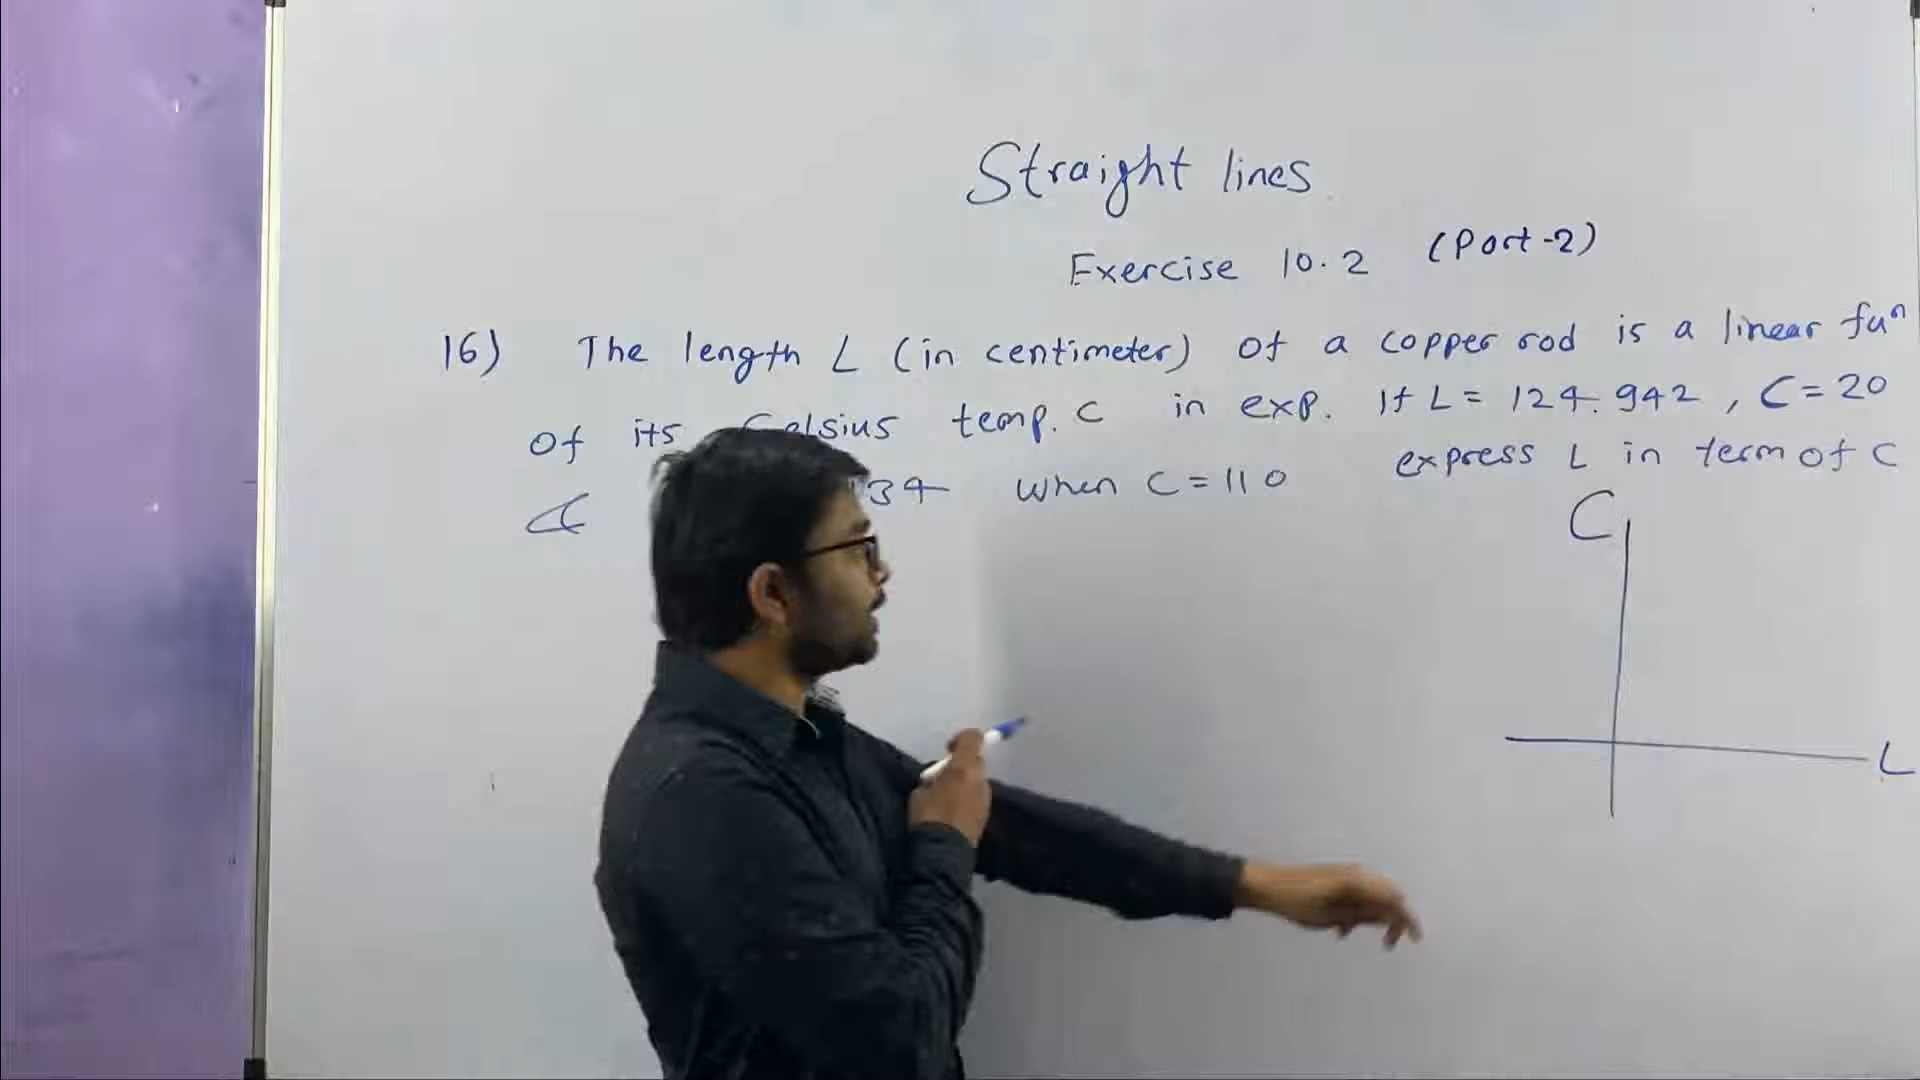 Straight lines
Exercise 10.2 (Part-2)
16) The length L (in centimeter) of a copper rod is a linear fuⁿ
of its Celsius temp. C in exp. If L = 124.942, C = 20
& 134 when C = 110 express L in term of C
C
L